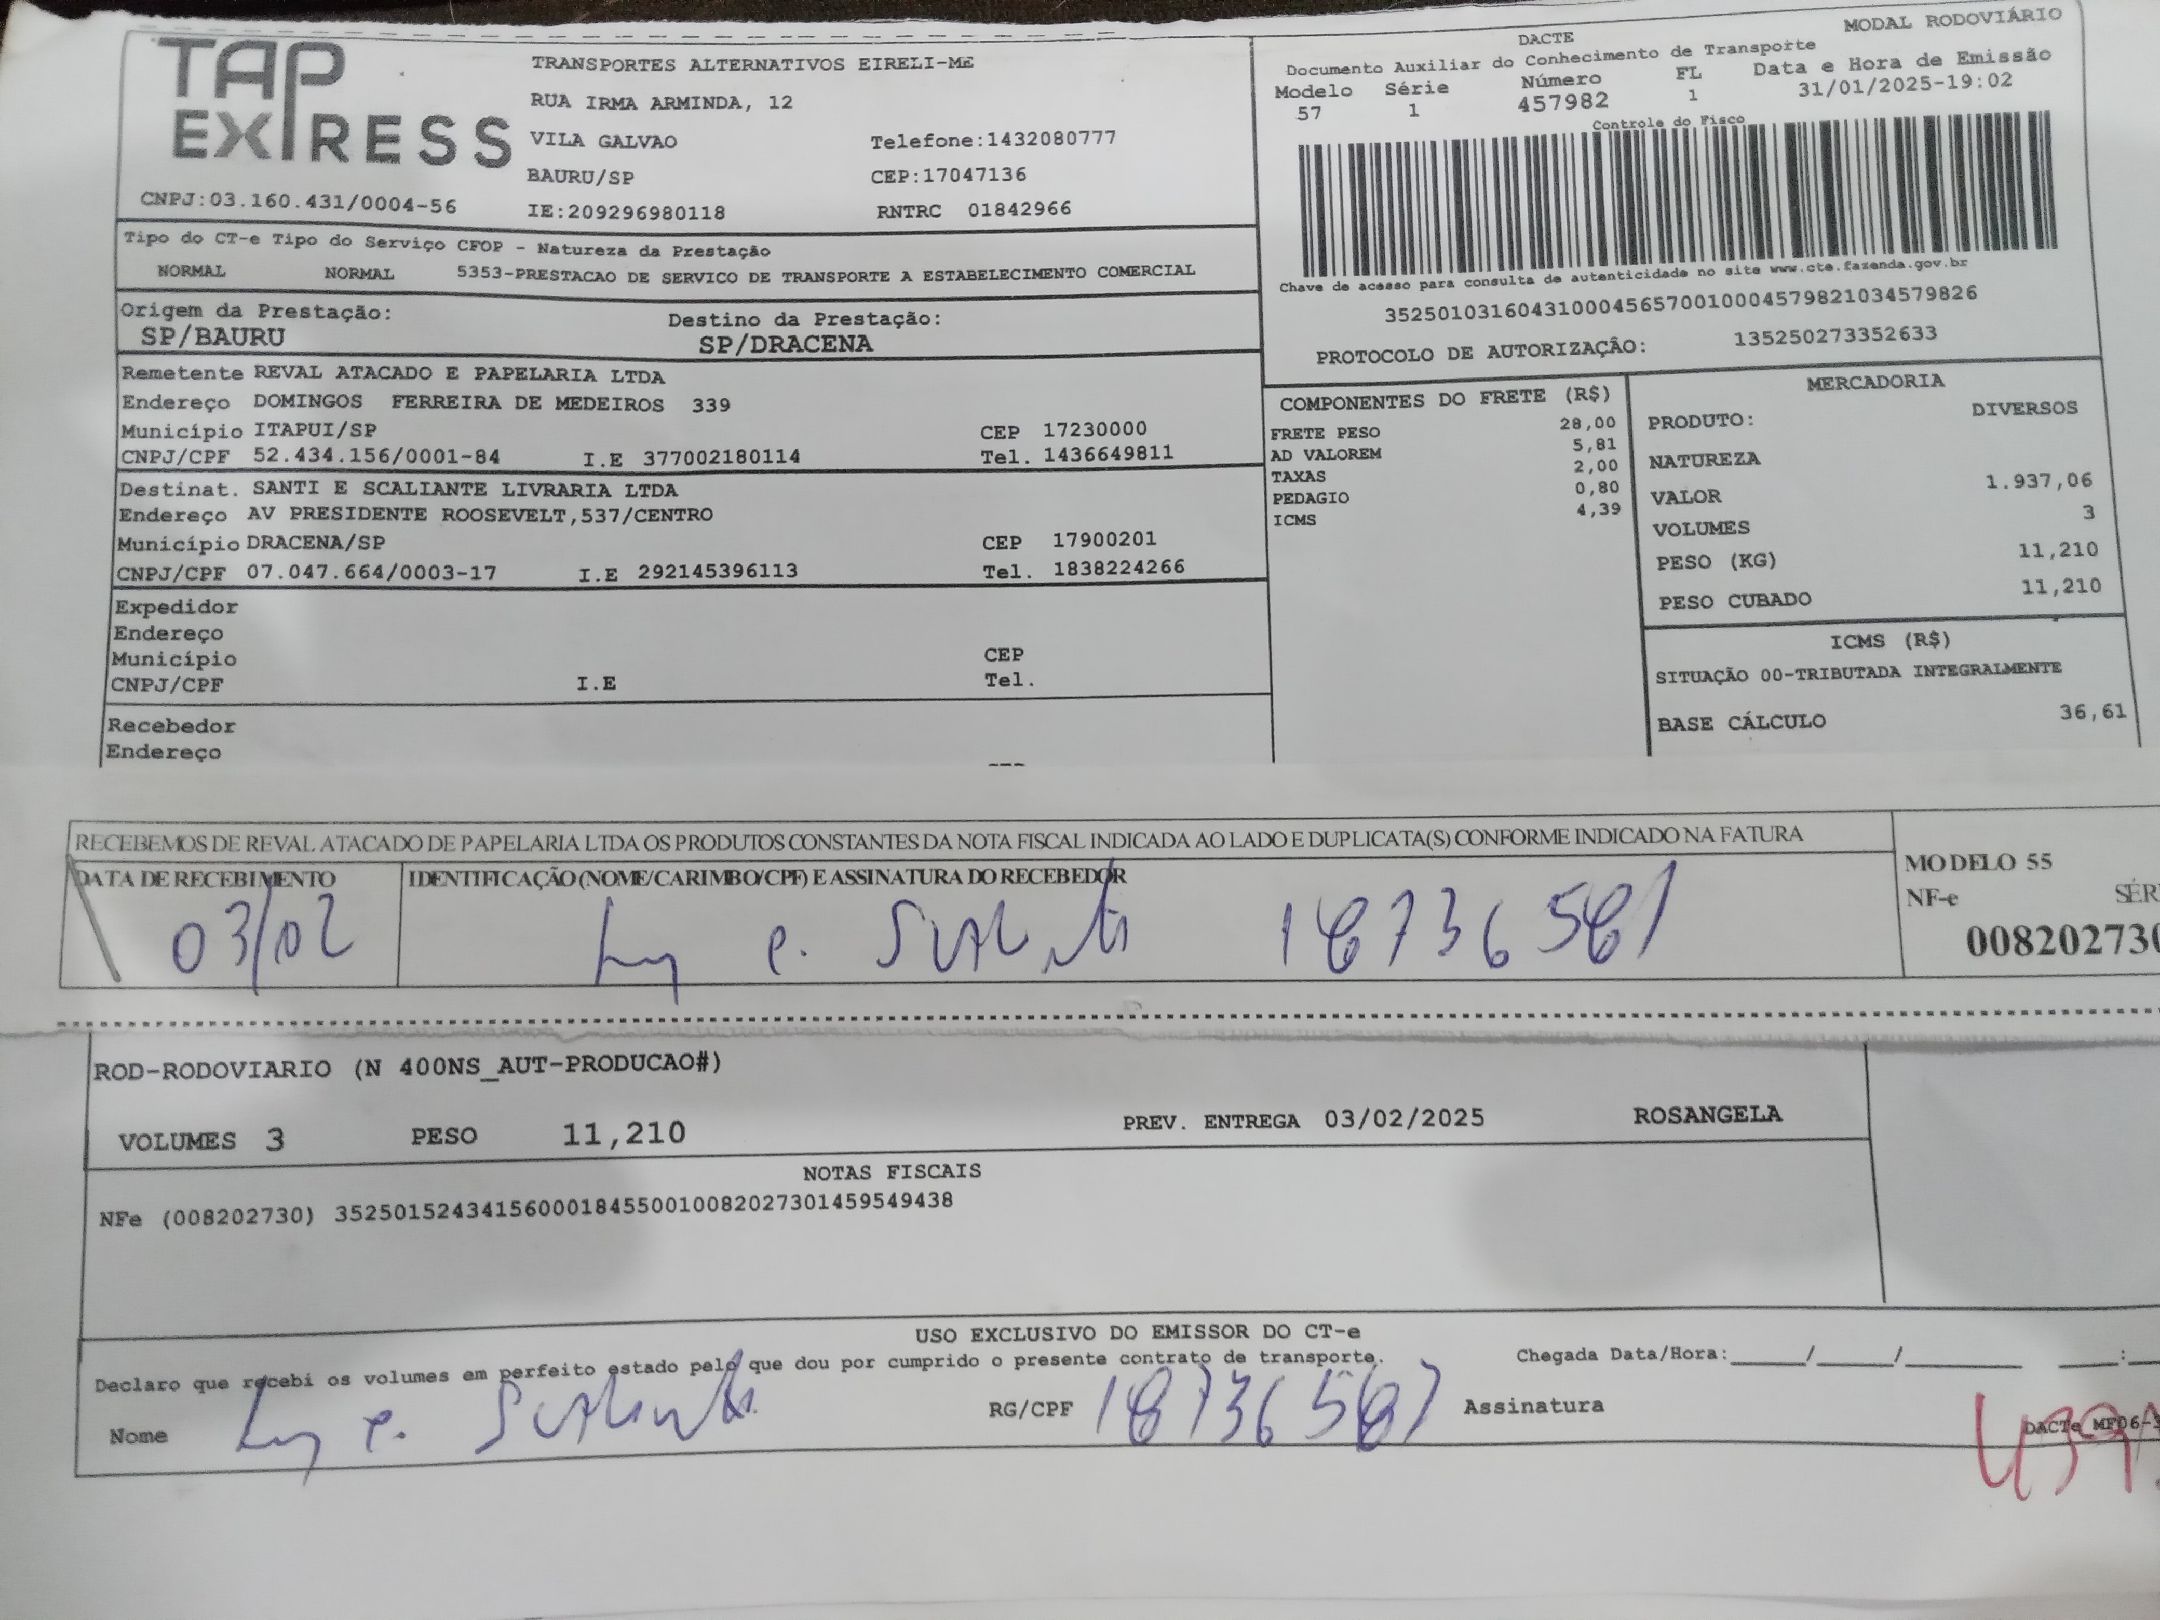 TAP EXPRESS
TRANSPORTES ALTERNATIVOS EIRELI-ME
RUA IRMA ARMINDA, 12
VILA GALVAO Telefone:1432080777
BAURU/SP CEP:17047136
CNPJ:03.160.431/0004-56 IE:209296980118 RNTRC 01842966
DACTE MODAL RODOVIÁRIO
Documento Auxiliar do Conhecimento de Transporte
Modelo Série Número FL Data e Hora de Emissão
57 1 457982 1 31/01/2025-19:02
Controle do Fisco
Chave de acesso para consulta de autenticidade no site www.cte.fazenda.gov.br
35250103160431000456570010004579821034579826
PROTOCOLO DE AUTORIZAÇÃO: 135250273352633
Tipo do CT-e Tipo do Serviço CFOP - Natureza da Prestação
NORMAL NORMAL 5353-PRESTACAO DE SERVICO DE TRANSPORTE A ESTABELECIMENTO COMERCIAL
Origem da Prestação: Destino da Prestação:
SP/BAURU SP/DRACENA
Remetente REVAL ATACADO E PAPELARIA LTDA
Endereço DOMINGOS FERREIRA DE MEDEIROS 339
Município ITAPUI/SP CEP 17230000
CNPJ/CPF 52.434.156/0001-84 I.E 377002180114 Tel. 1436649811
Destinat. SANTI E SCALIANTE LIVRARIA LTDA
Endereço AV PRESIDENTE ROOSEVELT,537/CENTRO
Município DRACENA/SP CEP 17900201
CNPJ/CPF 07.047.664/0003-17 I.E 292145396113 Tel. 1838224266
Expedidor
Endereço
Município CEP
CNPJ/CPF I.E Tel.
Recebedor
Endereço
COMPONENTES DO FRETE (R$)
FRETE PESO 28,00
AD VALOREM 5,81
TAXAS 2,00
PEDAGIO 0,80
ICMS 4,39
MERCADORIA
PRODUTO: DIVERSOS
NATUREZA
VALOR 1.937,06
VOLUMES 3
PESO (KG) 11,210
PESO CUBADO 11,210
ICMS (R$)
SITUAÇÃO 00-TRIBUTADA INTEGRALMENTE
BASE CÁLCULO 36,61
RECEBEMOS DE REVAL ATACADO DE PAPELARIA LTDA OS PRODUTOS CONSTANTES DA NOTA FISCAL INDICADA AO LADO E DUPLICATA(S) CONFORME INDICADO NA FATURA
DATA DE RECEBIMENTO IDENTIFICAÇÃO (NOME/CARIMBO/CPF) E ASSINATURA DO RECEBEDOR
03/02 18736581
MODELO 55
NF-e SÉR
008202730
ROD-RODOVIARIO (N 400NS_AUT-PRODUCAO#)
VOLUMES 3 PESO 11,210 PREV. ENTREGA 03/02/2025 ROSANGELA
NOTAS FISCAIS
NFe (008202730) 35250152434156000184550010082027301459549438
USO EXCLUSIVO DO EMISSOR DO CT-e
Declaro que recebi os volumes em perfeito estado pelo que dou por cumprido o presente contrato de transporte. Chegada Data/Hora:_____/_____/________ ____:__
Nome RG/CPF 18736587 Assinatura
DACTe MF06-3